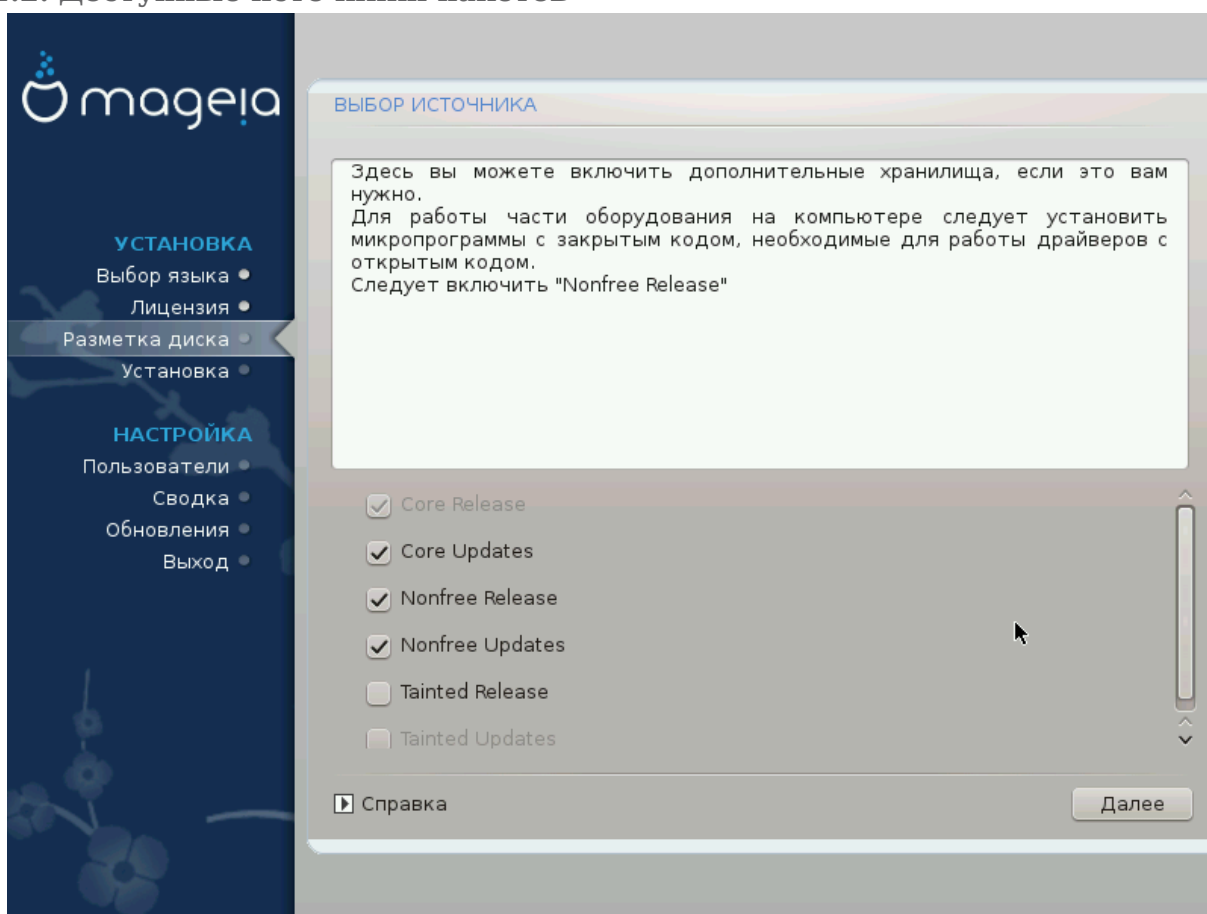 mageia
ВЫБОР ИСТОЧНИКА
Здесь вы можете включить дополнительные хранилища, если это вам
нужно.
Для работы части оборудования на компьютере следует установить
микропрограммы с закрытым кодом, необходимые для работы драйверов с
открытым кодом.
Следует включить "Nonfree Release"
УСТАНОВКА
Выбор языка
Лицензия
Разметка диска
Установка
НАСТРОЙКА
Пользователи
Сводка
Обновления
Выход
Core Release
Core Updates
Nonfree Release
Nonfree Updates
Tainted Release
Tainted Updates
Справка
Далее